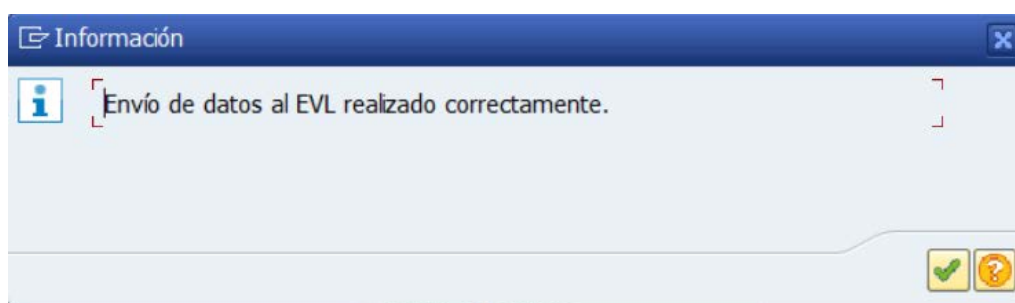 Información
Envío de datos al EVL realizado correctamente.